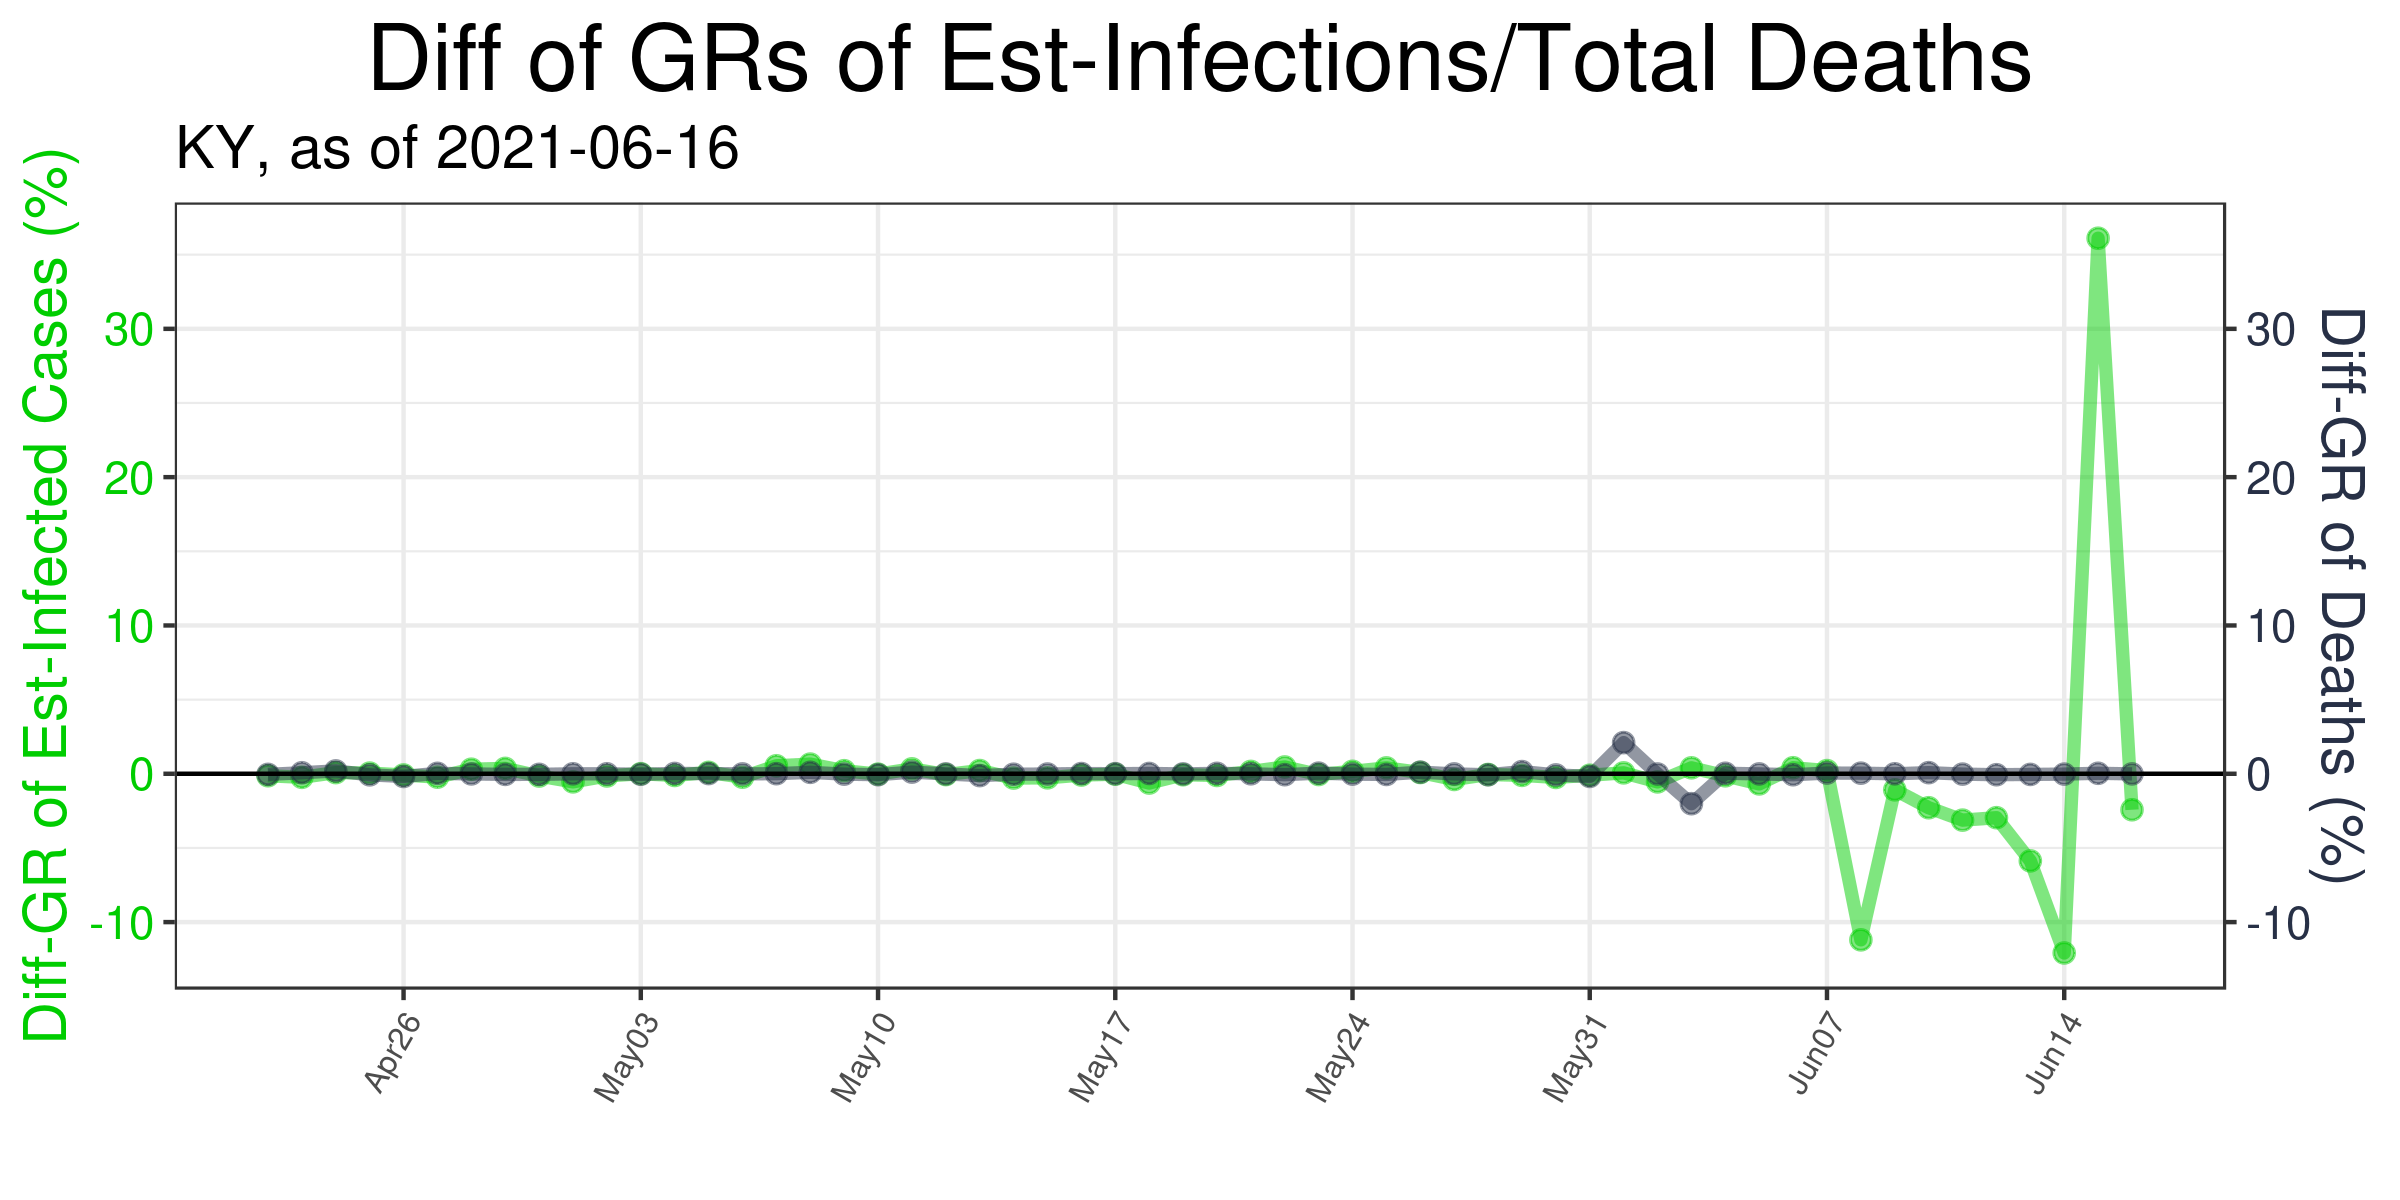 Diff of GRs of Est-Infections/Total Deaths
KY, as of 2021-06-16
Diff-GR of Est-Infected Cases (%)
30
20
10
0
-10
30
20
10
0
-10
Diff-GR of Deaths (%)
Apr26
May03
May10
May17
May24
May31
Jun07
Jun14